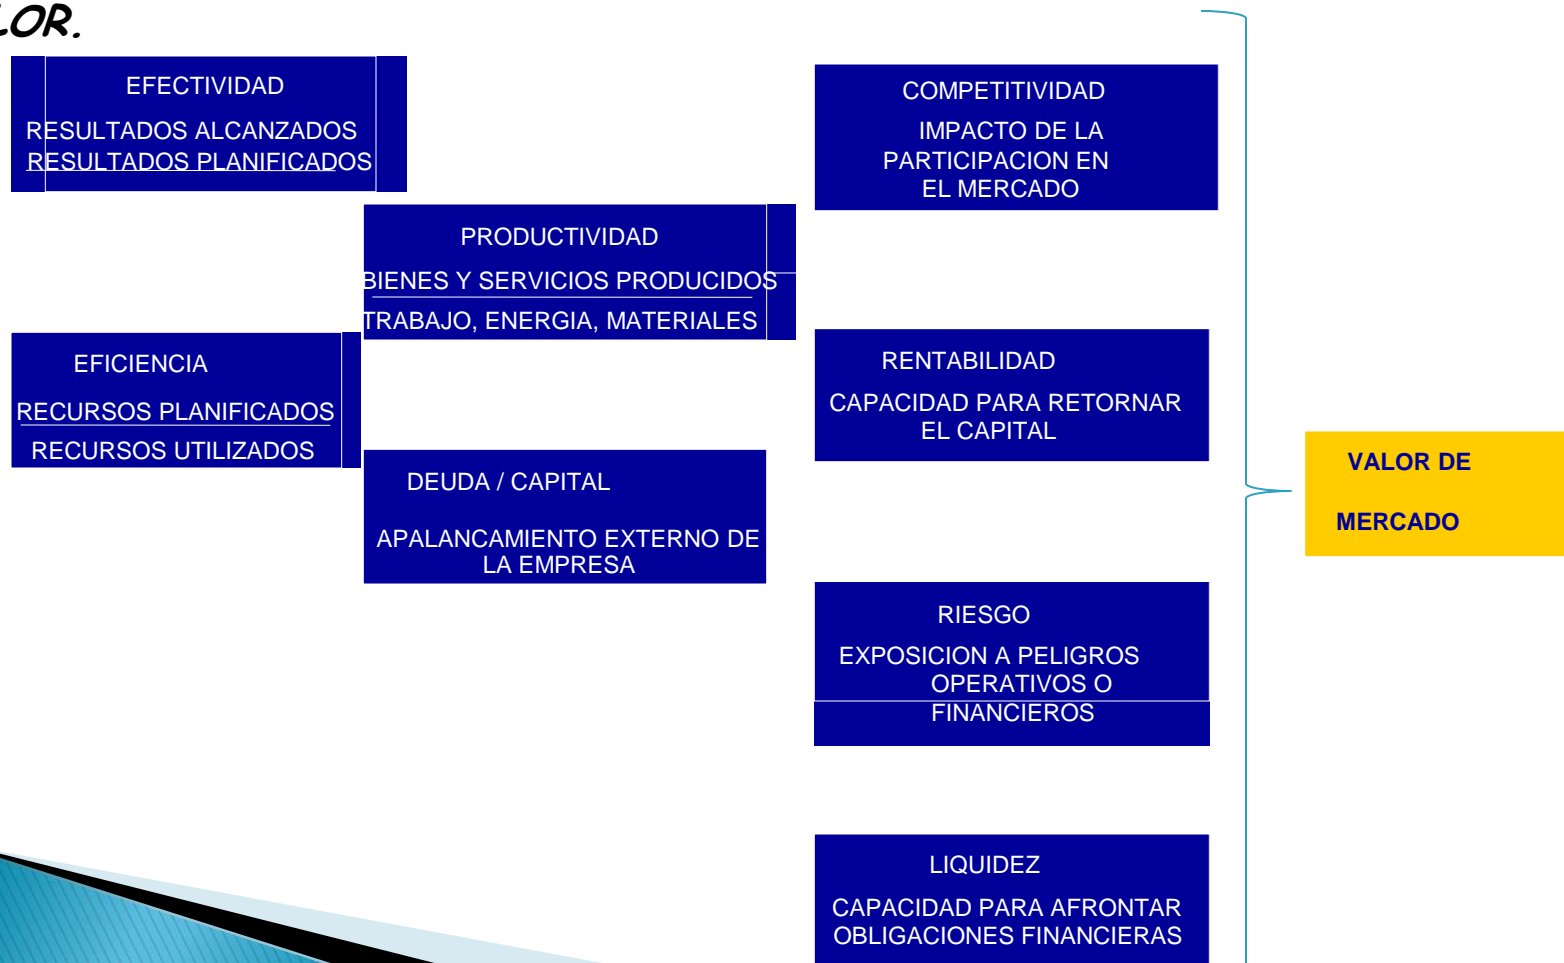 EFECTIVIDAD
RESULTADOS ALCANZADOS
RESULTADOS PLANIFICADOS
PRODUCTIVIDAD
BIENES Y SERVICIOS PRODUCIDOS
TRABAJO, ENERGIA, MATERIALES
EFICIENCIA
RECURSOS PLANIFICADOS
RECURSOS UTILIZADOS
DEUDA / CAPITAL
APALANCAMIENTO EXTERNO DE
LA EMPRESA
COMPETITIVIDAD
IMPACTO DE LA
PARTICIPACION EN
EL MERCADO
RENTABILIDAD
CAPACIDAD PARA RETORNAR
EL CAPITAL
RIESGO
EXPOSICION A PELIGROS
OPERATIVOS O
FINANCIEROS
LIQUIDEZ
CAPACIDAD PARA AFRONTAR
OBLIGACIONES FINANCIERAS
VALOR DE
MERCADO